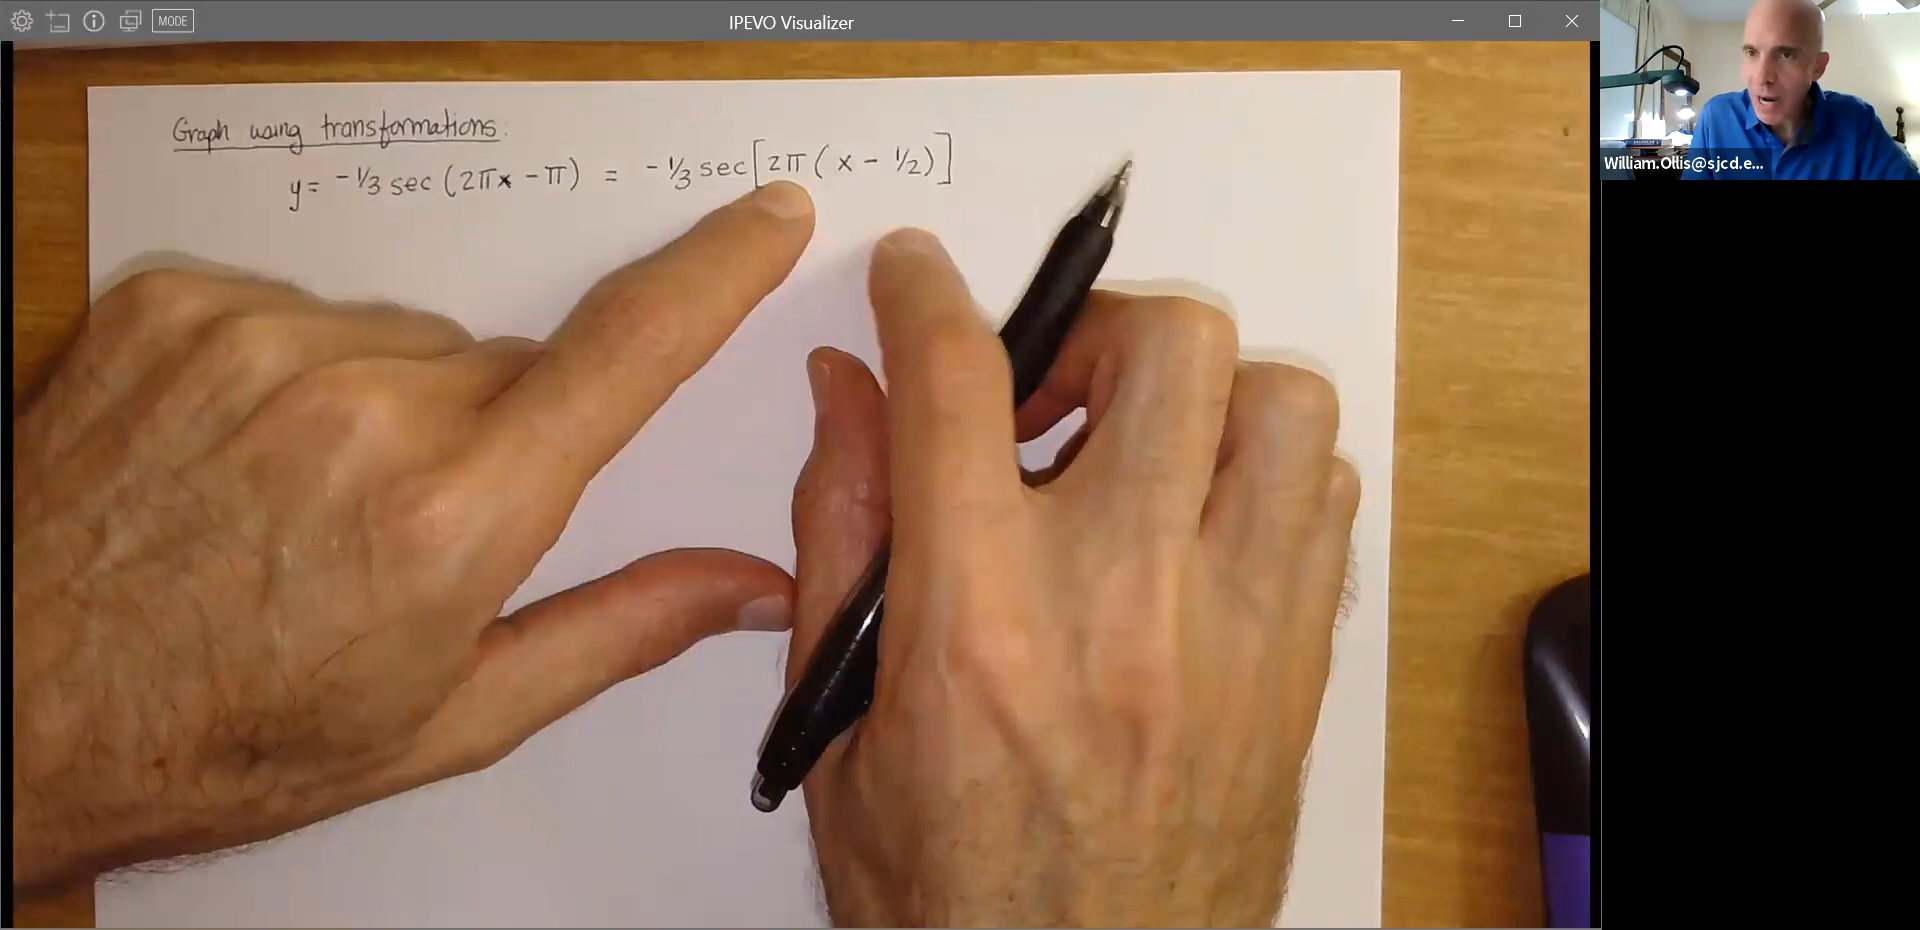 MODE
IPEVO Visualizer
Graph using transformations:
y = -1/3 sec (2πx - π) = -1/3 sec [2π (x - 1/2)]
William.Ollis@sjcd.e...